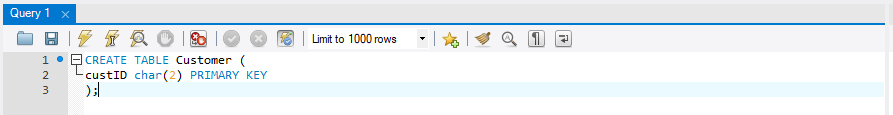 Query 1
Limit to 1000 rows
1 CREATE TABLE Customer (
2 custID char(2) PRIMARY KEY
3 );